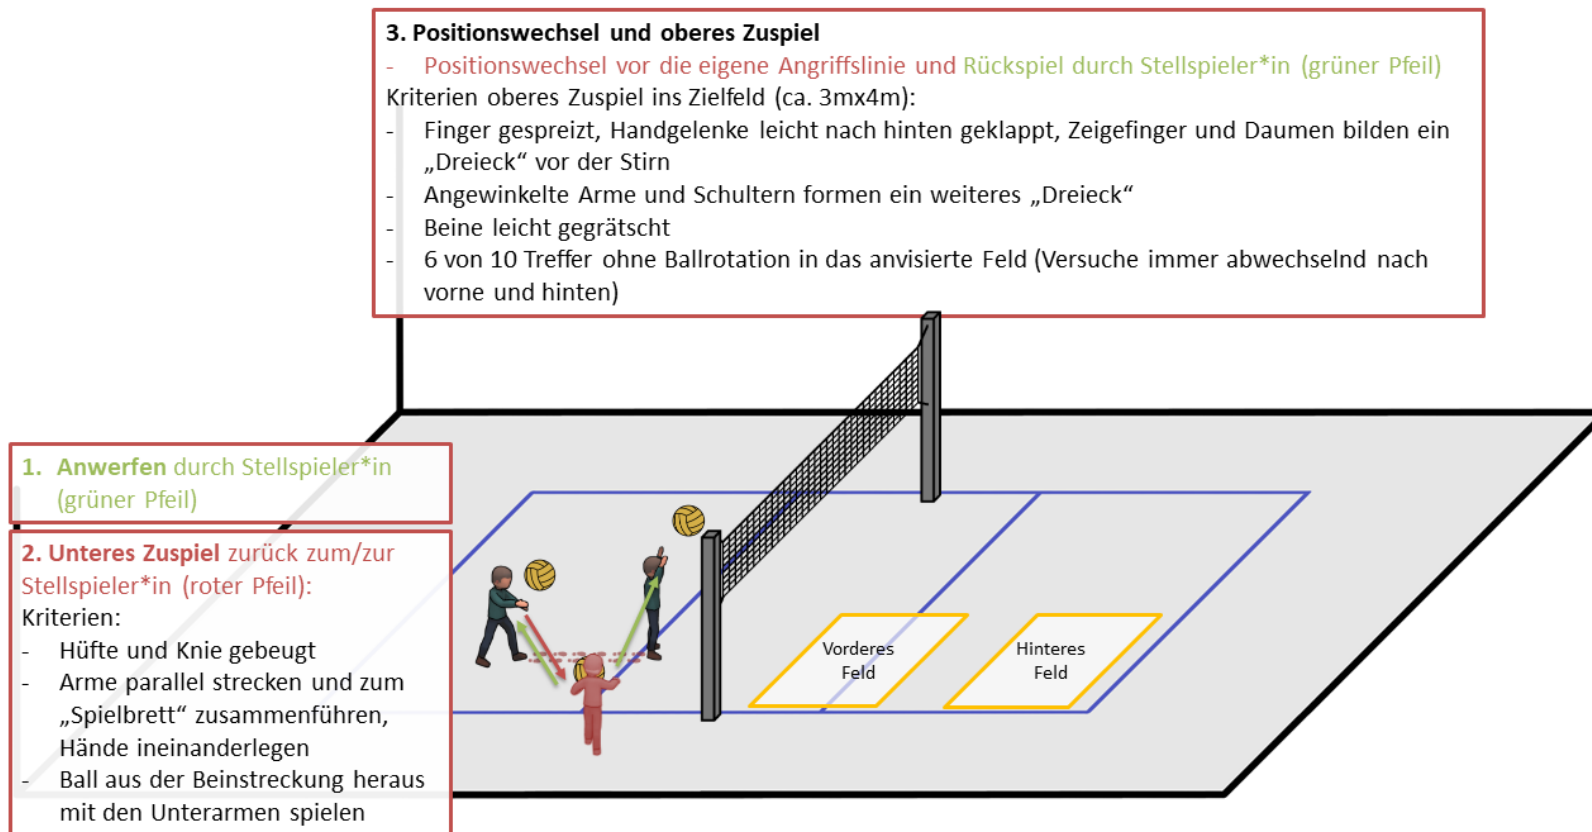 3. Positionswechsel und oberes Zuspiel
- Positionswechsel vor die eigene Angriffslinie und Rückspiel durch Stellspieler*in (grüner Pfeil)
Kriterien oberes Zuspiel ins Zielfeld (ca. 3mx4m):
- Finger gespreizt, Handgelenke leicht nach hinten geklappt, Zeigefinger und Daumen bilden ein
„Dreieck“ vor der Stirn
- Angewinkelte Arme und Schultern formen ein weiteres „Dreieck“
- Beine leicht gegrätscht
- 6 von 10 Treffer ohne Ballrotation in das anvisierte Feld (Versuche immer abwechselnd nach
vorne und hinten)
1. Anwerfen durch Stellspieler*in
(grüner Pfeil)
2. Unteres Zuspiel zurück zum/zur
Stellspieler*in (roter Pfeil):
Kriterien:
- Hüfte und Knie gebeugt
- Arme parallel strecken und zum
„Spielbrett“ zusammenführen,
Hände ineinanderlegen
- Ball aus der Beinstreckung heraus
mit den Unterarmen spielen
Vorderes
Feld
Hinteres
Feld